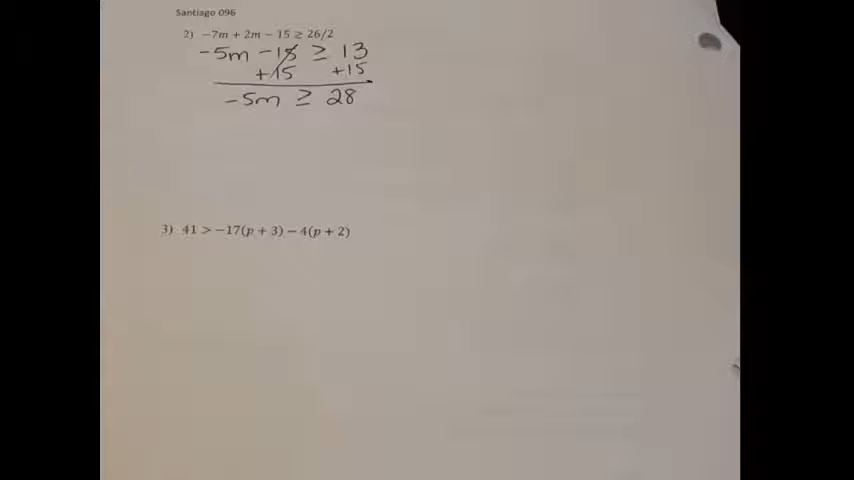 Santiago 096
2) −7m + 2m − 15 ≥ 26/2
-5m -15 ≥ 13
+15 +15
-5m ≥ 28
3) 41 > −17(p + 3) − 4(p + 2)